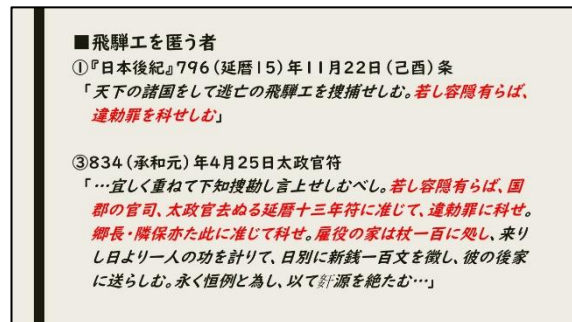 ■飛騨工を匿う者
①『日本後紀』796(延暦15)年11月22日(己酉)条
「天下の諸国をして逃亡の飛騨工を捜捕せしむ。若し容隠有らば、
違勅罪を科せしむ」
③834(承和元)年4月25日太政官符
「…宜しく重ねて下知捜勘し言上せしむべし。若し容隠有らば、国
郡の官司、太政官去ぬる延暦十三年符に准じて、違勅罪に科せ。
郷長・隣保亦た此に准じて科せ。雇役の家は杖一百に処し、来り
し日より一人の功を計りて、日別に新銭一百文を徴し、彼の後家
に送らしむ。永く恒例と為し、以て奸源を絶たむ…」